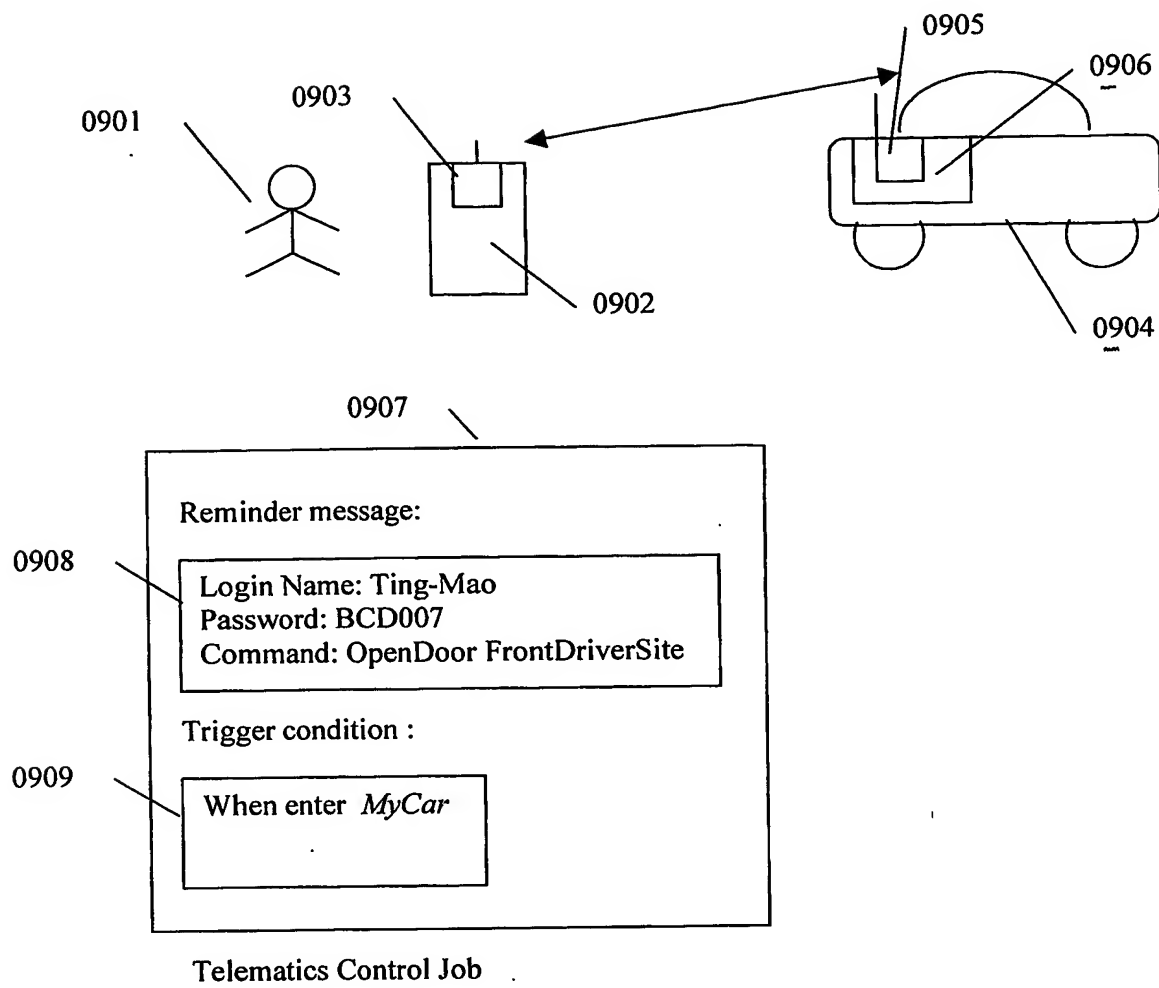 0905
0906
0903
0901
0902
0904
0907
Reminder message:
0908
Login Name: Ting-Mao
Password: BCD007
Command: OpenDoor FrontDriverSite
Trigger condition :
0909
When enter MyCar
Telematics Control Job